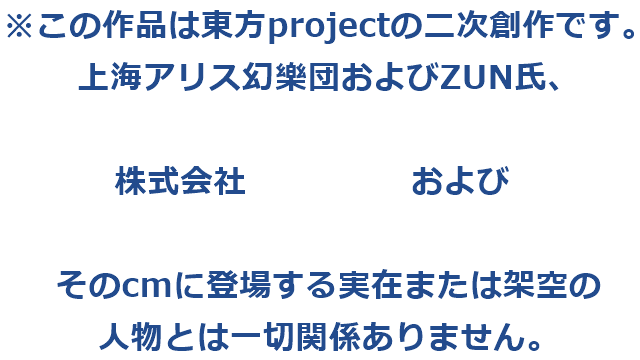 ※この作品は東方projectの二次創作です。
上海アリス幻樂団およびZUN氏、
株式会社　　　　　および
そのcmに登場する実在または架空の
人物とは一切関係ありません。